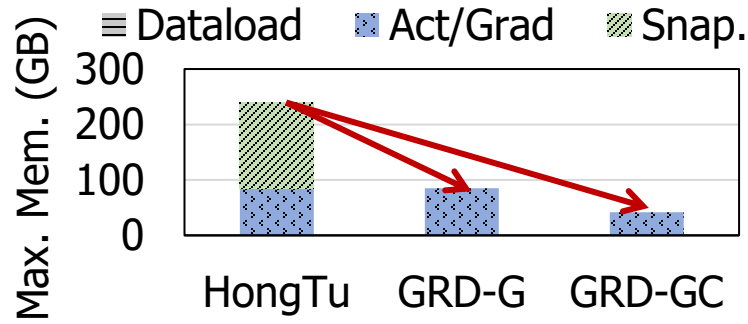 Dataload Act/Grad Snap.
Max. Mem. (GB)
300
200
100
0
HongTu GRD-G GRD-GC